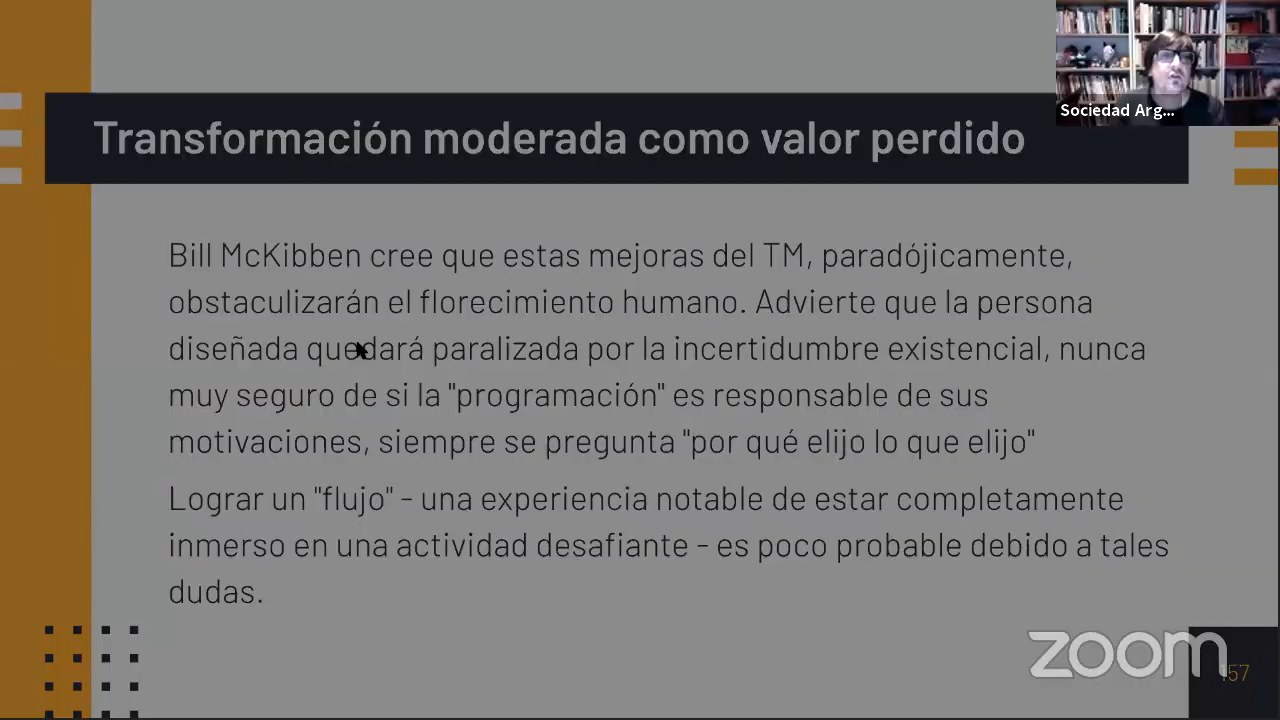 Sociedad Arg...
Transformación moderada como valor perdido
Bill McKibben cree que estas mejoras del TM, paradójicamente,
obstaculizarán el florecimiento humano. Advierte que la persona
diseñada quedará paralizada por la incertidumbre existencial, nunca
muy seguro de si la "programación" es responsable de sus
motivaciones, siempre se pregunta "por qué elijo lo que elijo"
Lograr un "flujo" - una experiencia notable de estar completamente
inmerso en una actividad desafiante - es poco probable debido a tales
dudas.
zoom
157